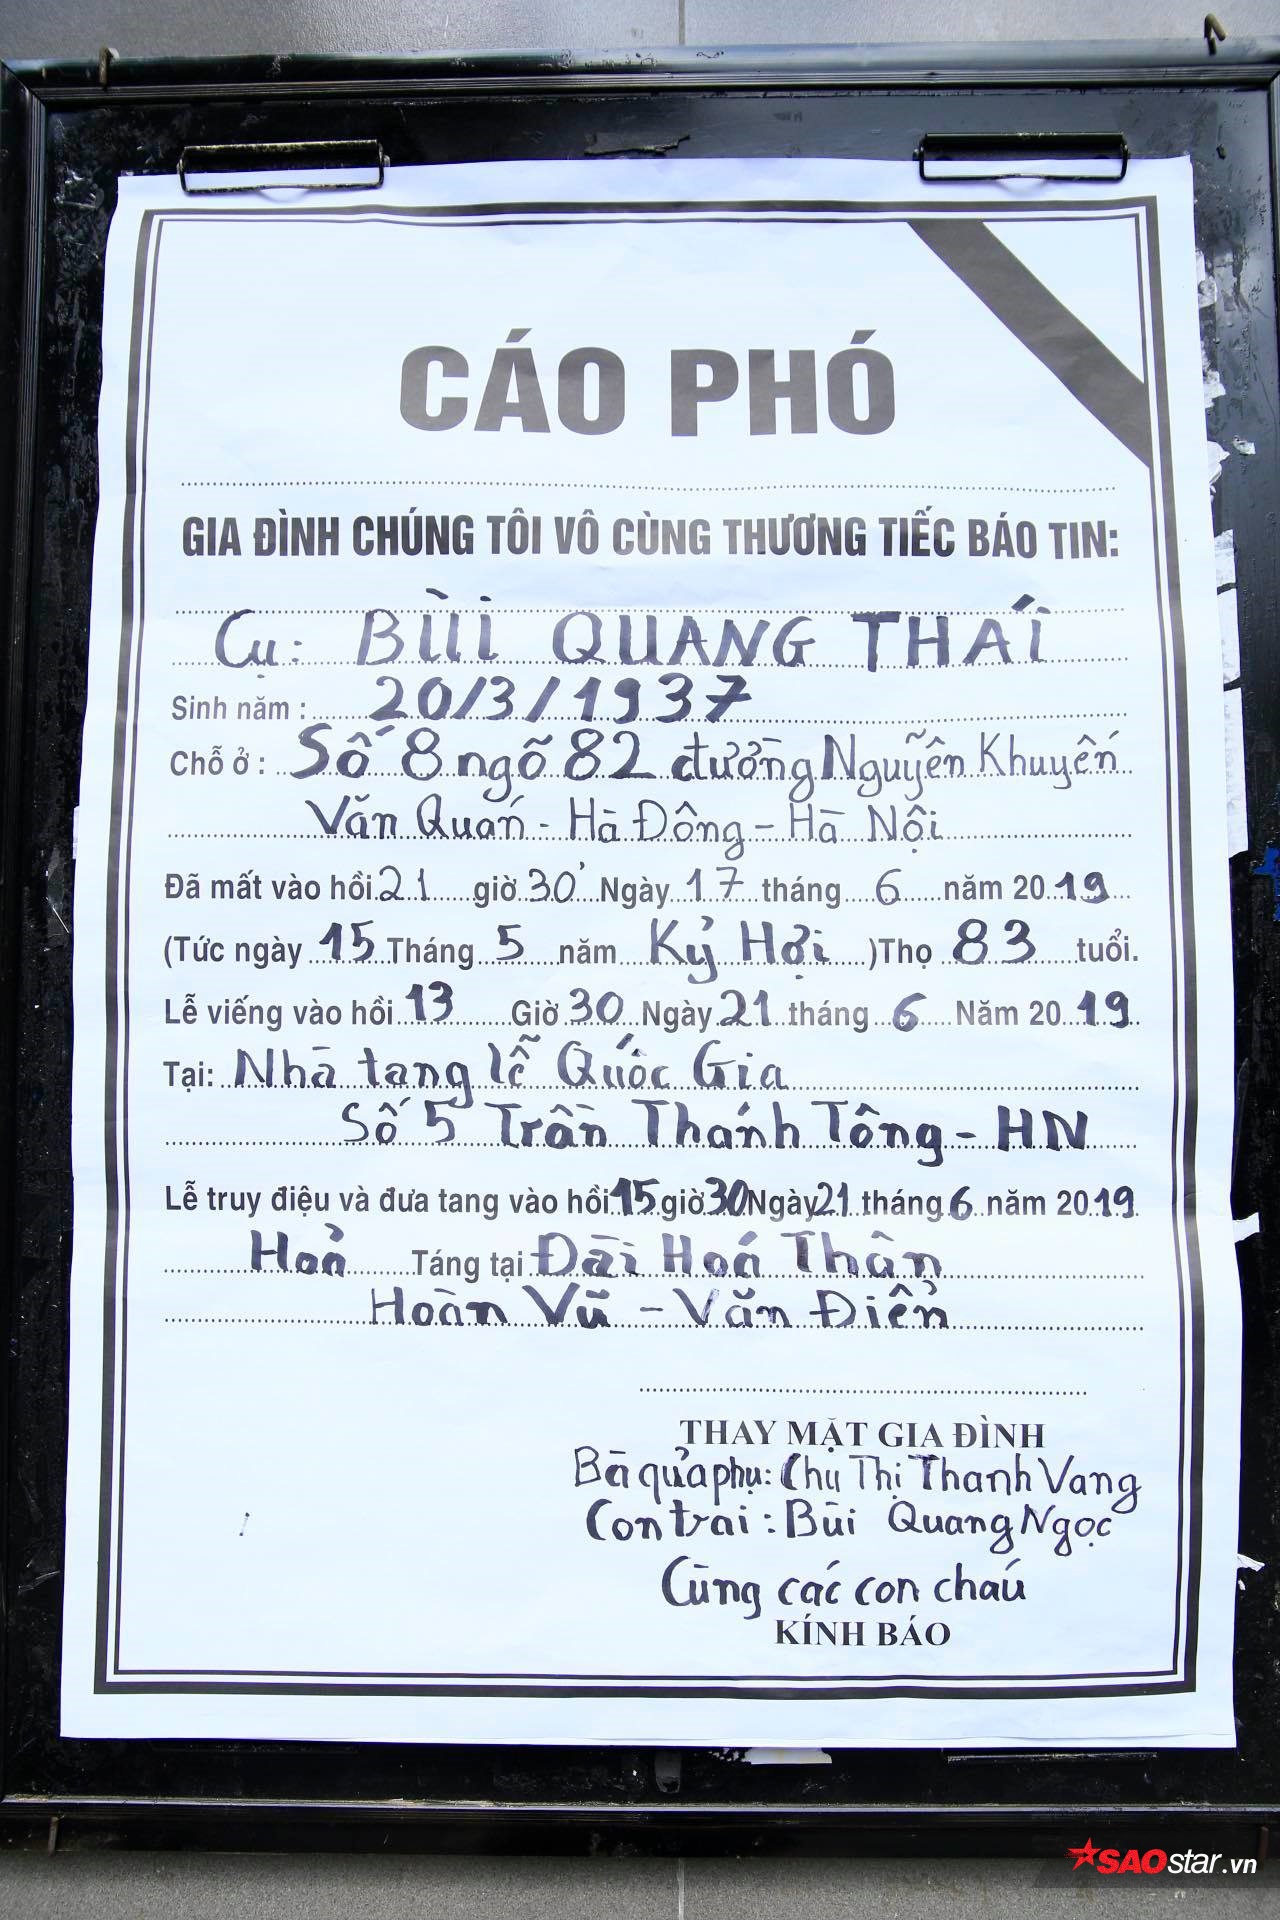 CÁO PHÓ
GIA ĐÌNH CHÚNG TÔI VÔ CÙNG THƯƠNG TIẾC BÁO TIN:
Cụ: BÙI QUANG THÁI
Sinh năm : 20/3/1937
Chỗ ở : Số 8 ngõ 82 đường Nguyễn Khuyến
Văn Quán - Hà Đông - Hà Nội
Đã mất vào hồi 21 giờ 30' Ngày 17 tháng 6 năm 2019
(Tức ngày 15 Tháng 5 năm Kỷ Hợi )Thọ 83 tuổi.
Lễ viếng vào hồi 13 Giờ 30 Ngày 21 tháng 6 Năm 2019
Tại: Nhà tang lễ Quốc Gia
Số 5 Trần Thánh Tông - HN
Lễ truy điệu và đưa tang vào hồi 15 giờ 30 Ngày 21 tháng 6 năm 2019
Hoả Táng tại Đài Hoá Thân
Hoàn Vũ - Văn Điển
THAY MẶT GIA ĐÌNH
Bà quả phụ: Chu Thị Thanh Vang
Con trai : Bùi Quang Ngọc
Cùng các con cháu
KÍNH BÁO
SAOstar.vn